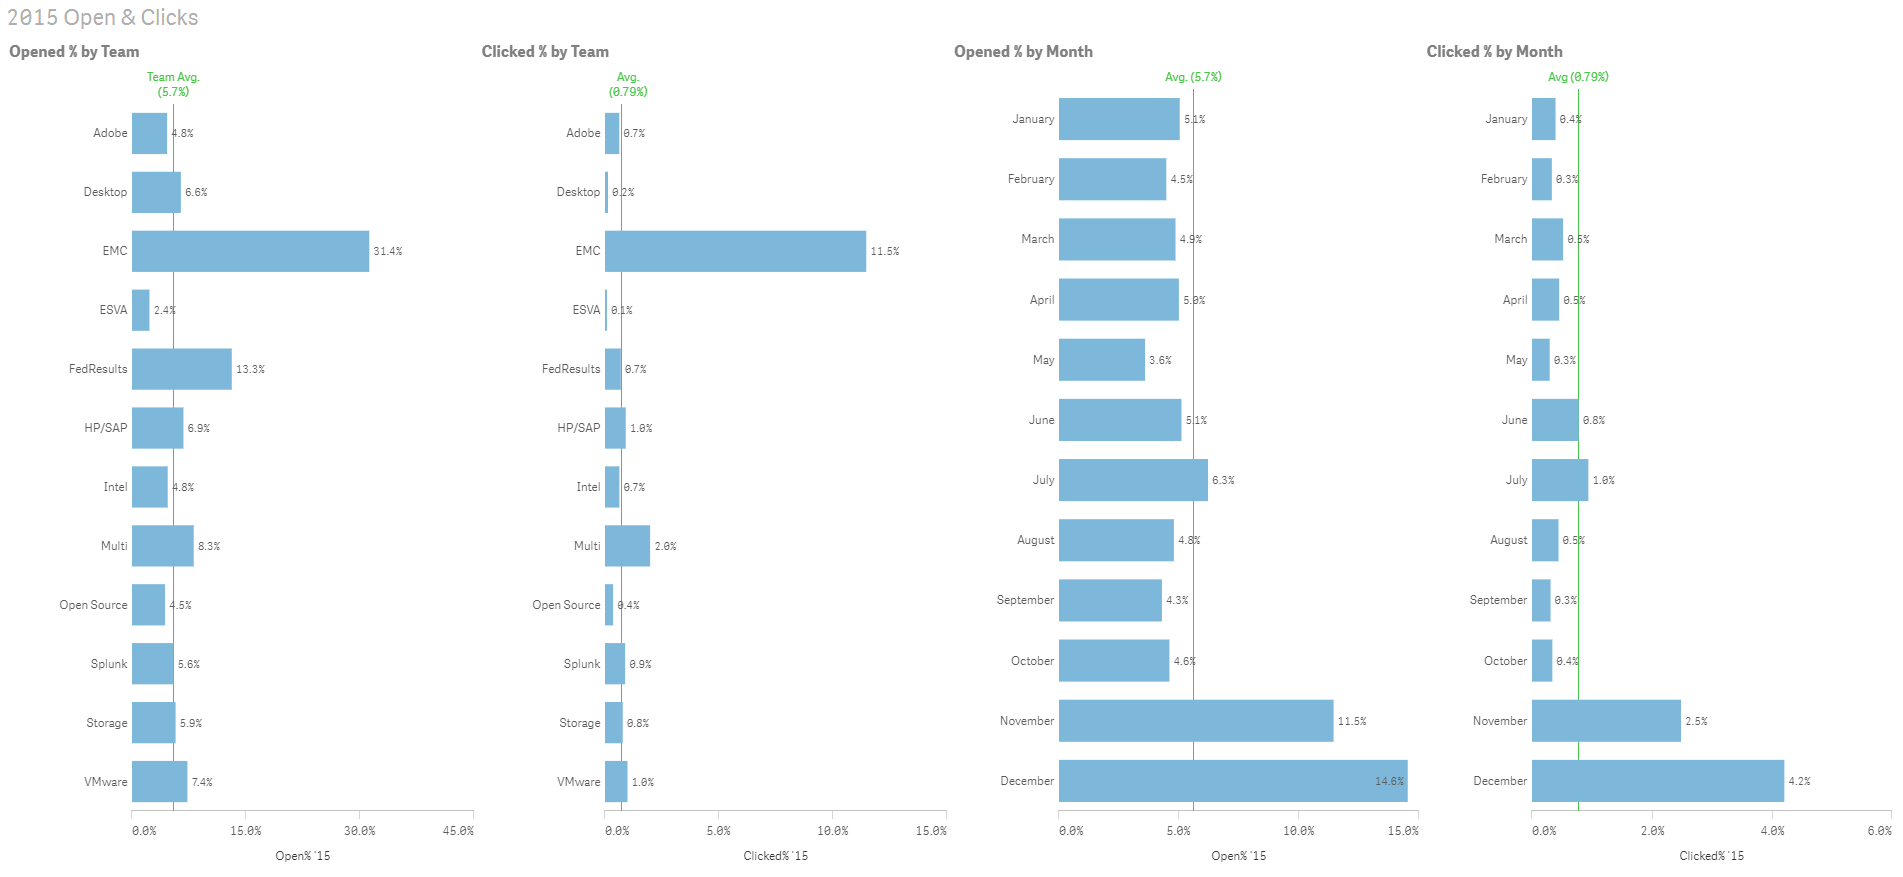 2015 Open & Clicks
Opened % by Team
Team Avg.
(5.7%)
Adobe 4.8%
Desktop 6.6%
EMC 31.4%
ESVA 2.4%
FedResults 13.3%
HP/SAP 6.9%
Intel 4.8%
Multi 8.3%
Open Source 4.5%
Splunk 5.6%
Storage 5.9%
VMware 7.4%
0.0% 15.0% 30.0% 45.0%
Open% '15
Clicked % by Team
Avg.
(0.79%)
Adobe 0.7%
Desktop 0.2%
EMC 11.5%
ESVA 0.1%
FedResults 0.7%
HP/SAP 1.0%
Intel 0.7%
Multi 2.0%
Open Source 0.4%
Splunk 0.9%
Storage 0.8%
VMware 1.0%
0.0% 5.0% 10.0% 15.0%
Clicked% '15
Opened % by Month
Avg. (5.7%)
January 5.1%
February 4.5%
March 4.9%
April 5.0%
May 3.6%
June 5.1%
July 6.3%
August 4.8%
September 4.3%
October 4.6%
November 11.5%
December 14.6%
0.0% 5.0% 10.0% 15.0%
Open% '15
Clicked % by Month
Avg (0.79%)
January 0.4%
February 0.3%
March 0.5%
April 0.5%
May 0.3%
June 0.8%
July 1.0%
August 0.5%
September 0.3%
October 0.4%
November 2.5%
December 4.2%
0.0% 2.0% 4.0% 6.0%
Clicked% '15